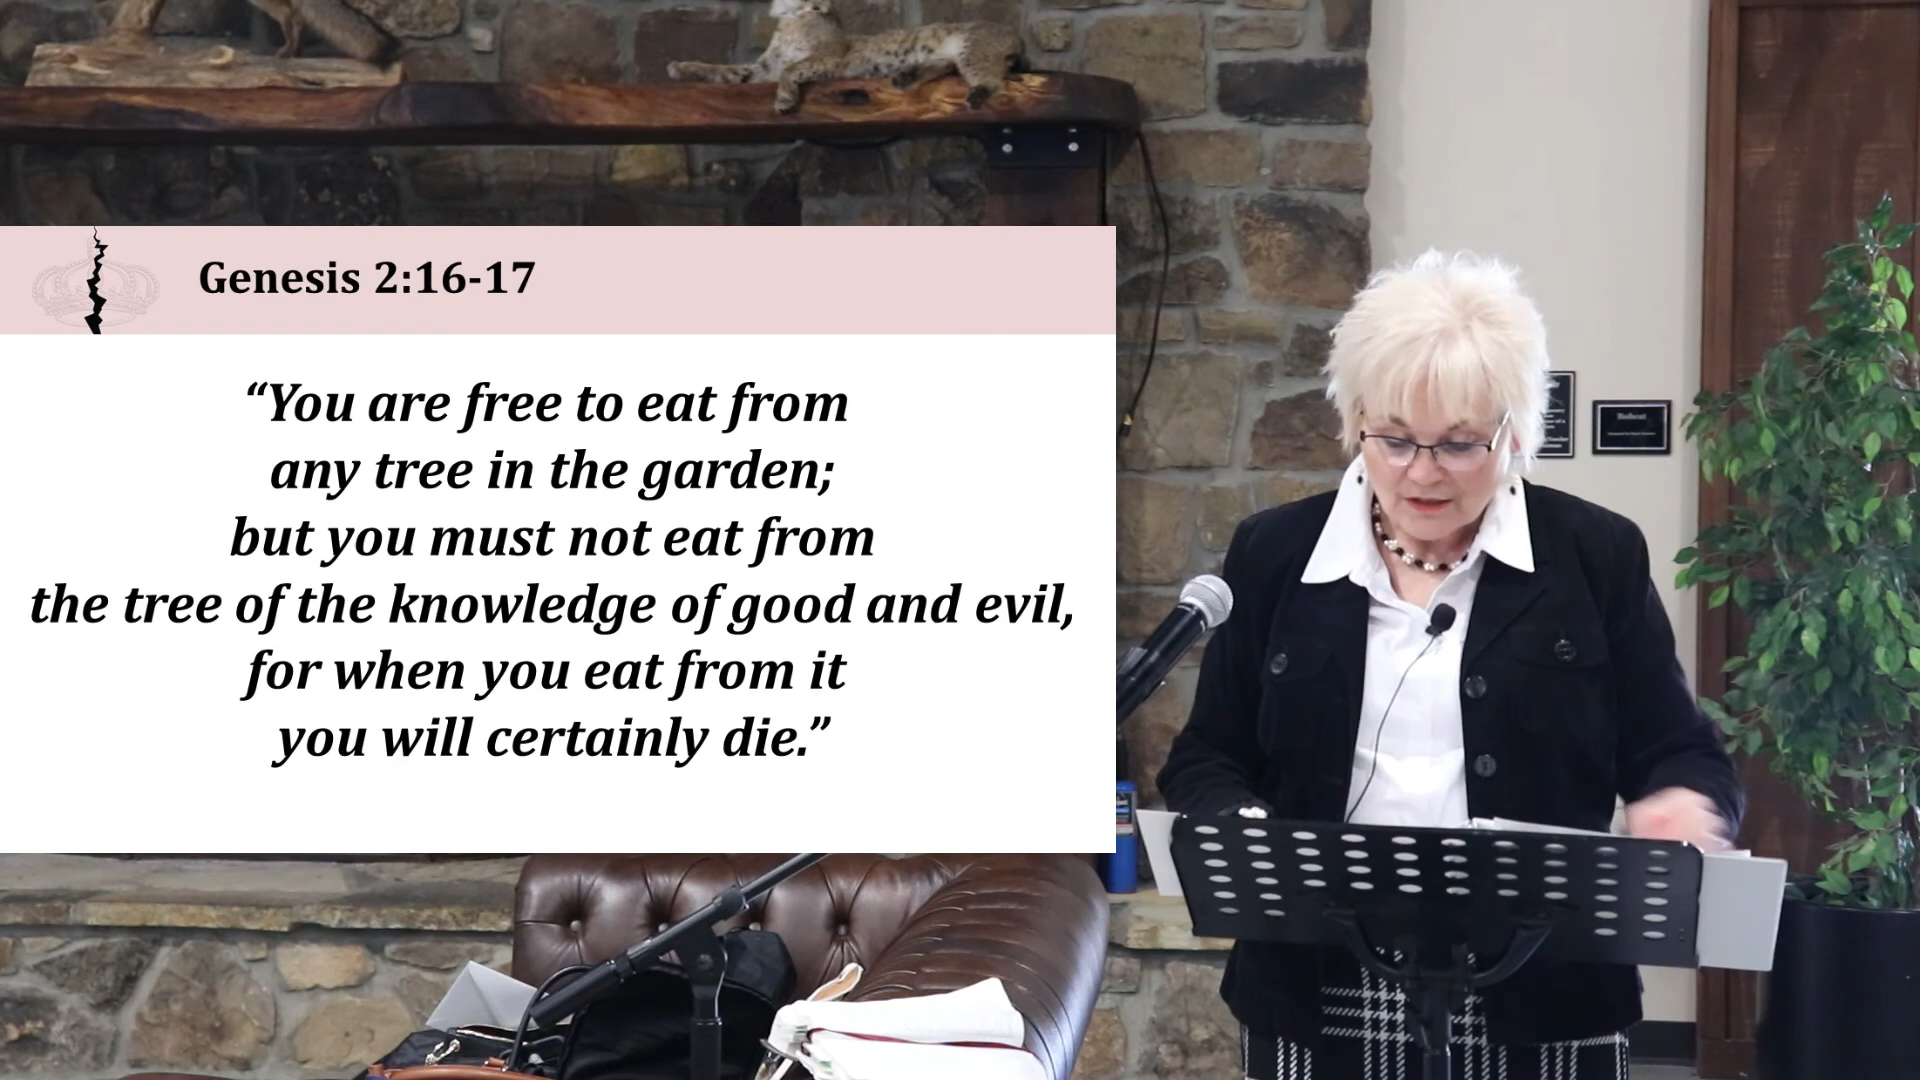 Genesis 2:16-17
“You are free to eat from
any tree in the garden;
but you must not eat from
the tree of the knowledge of good and evil,
for when you eat from it
you will certainly die.”
Bobcat